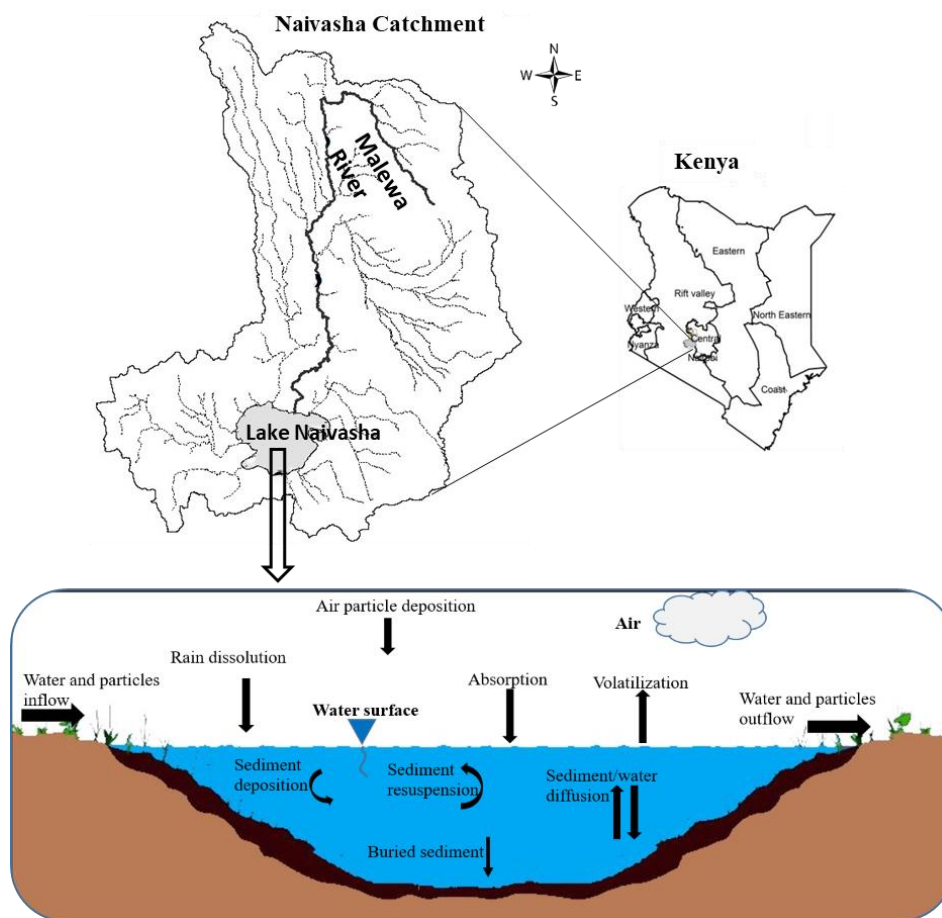 Naivasha Catchment
N
W E
S
Malewa
River
Lake Naivasha
Kenya
Eastern
Rift valley
Western
North Eastern
Central
Nyanza
Coast
Air particle deposition
Air
Rain dissolution
Water and particles
inflow
Absorption
Volatilization
Water and particles
outflow
Water surface
Sediment
deposition
Sediment
resuspension
Sediment/water
diffusion
Buried sediment